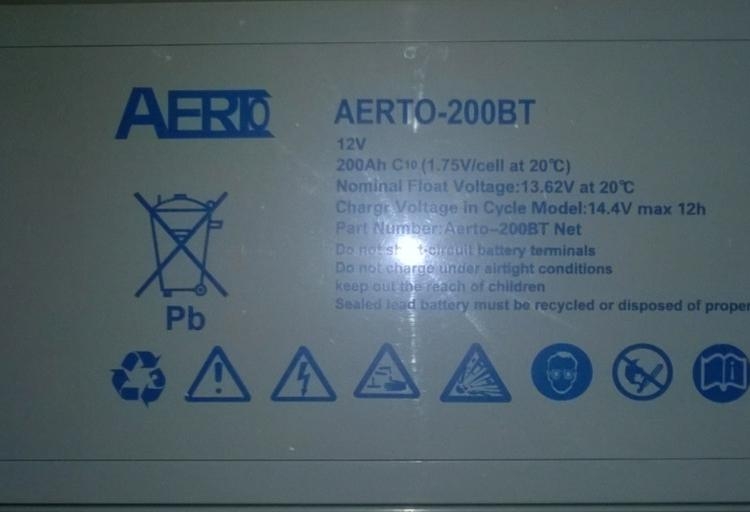 AERTO
AERTO-200BT
12V
200Ah C10 (1.75V/cell at 20℃)
Nominal Float Voltage:13.62V at 20℃
Chargr Voltage in Cycle Model:14.4V max 12h
Part Number:Aerto-200BT Net
Do not short-circuit battery terminals
Do not charge under airtight conditions
keep out the reach of children
Sealed lead battery must be recycled or disposed of proper
Pb